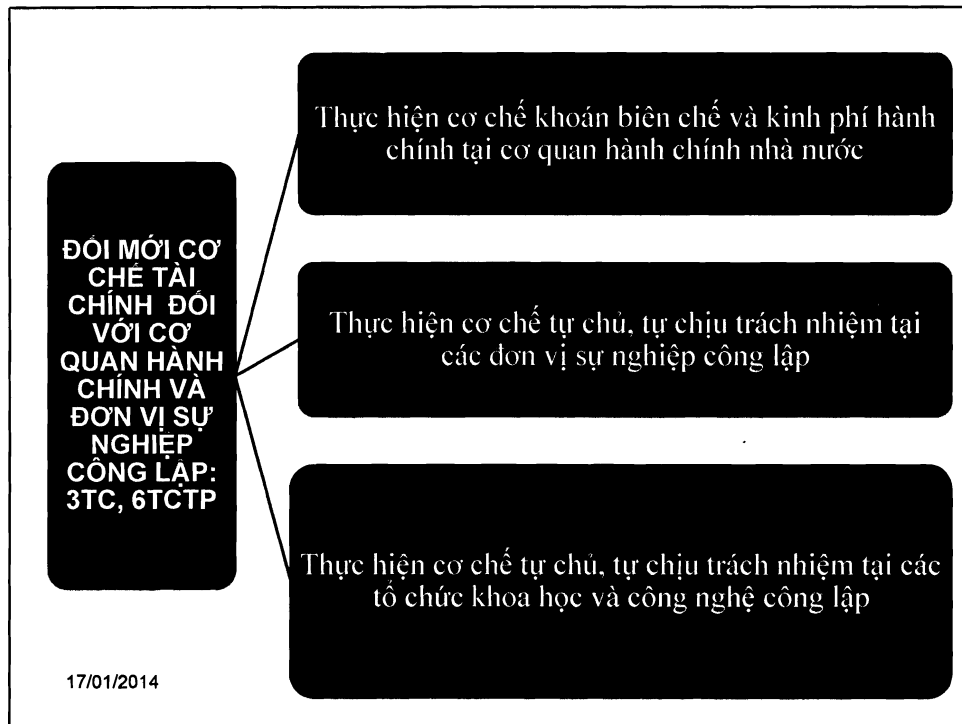 ĐỔI MỚI CƠ
CHẾ TÀI
CHÍNH ĐỐI
VỚI CƠ
QUAN HÀNH
CHÍNH VÀ
ĐƠN VỊ SỰ
NGHIỆP
CÔNG LẬP:
3TC, 6TCTP
Thực hiện cơ chế khoán biên chế và kinh phí hành
chính tại cơ quan hành chính nhà nước
Thực hiện cơ chế tự chủ, tự chịu trách nhiệm tại
các đơn vị sự nghiệp công lập
Thực hiện cơ chế tự chủ, tự chịu trách nhiệm tại các
tổ chức khoa học và công nghệ công lập
17/01/2014